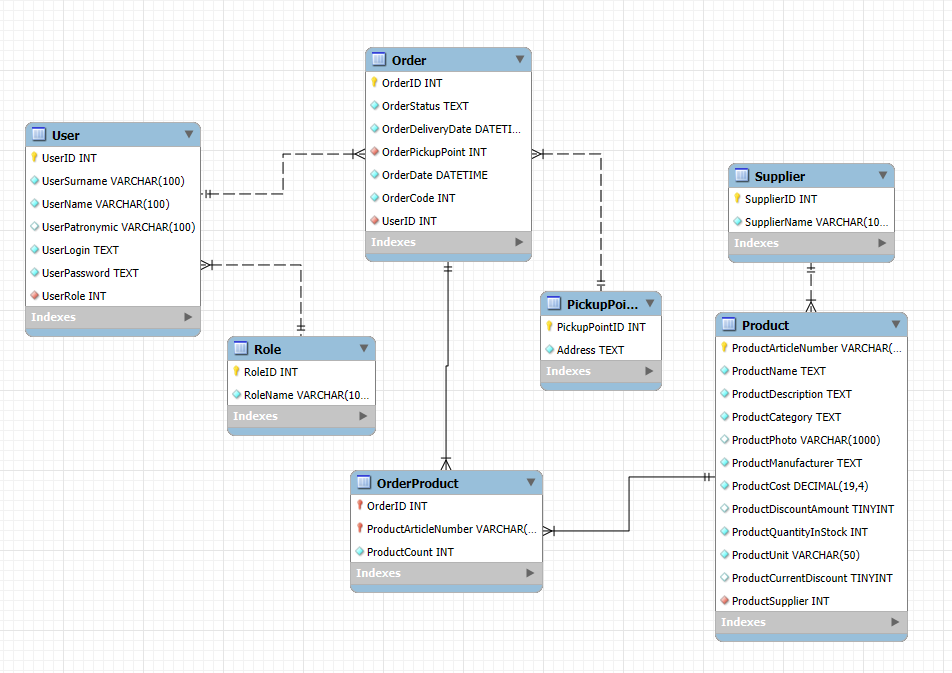 Order
OrderID INT
OrderStatus TEXT
OrderDeliveryDate DATETI...
OrderPickupPoint INT
OrderDate DATETIME
OrderCode INT
UserID INT
Indexes
User
UserID INT
UserSurname VARCHAR(100)
UserName VARCHAR(100)
UserPatronymic VARCHAR(100)
UserLogin TEXT
UserPassword TEXT
UserRole INT
Indexes
Supplier
SupplierID INT
SupplierName VARCHAR(10...
Indexes
PickupPoi...
PickupPointID INT
Address TEXT
Indexes
Role
RoleID INT
RoleName VARCHAR(10...
Indexes
Product
ProductArticleNumber VARCHAR(...
ProductName TEXT
ProductDescription TEXT
ProductCategory TEXT
ProductPhoto VARCHAR(1000)
ProductManufacturer TEXT
ProductCost DECIMAL(19,4)
ProductDiscountAmount TINYINT
ProductQuantityInStock INT
ProductUnit VARCHAR(50)
ProductCurrentDiscount TINYINT
ProductSupplier INT
Indexes
OrderProduct
OrderID INT
ProductArticleNumber VARCHAR(...
ProductCount INT
Indexes